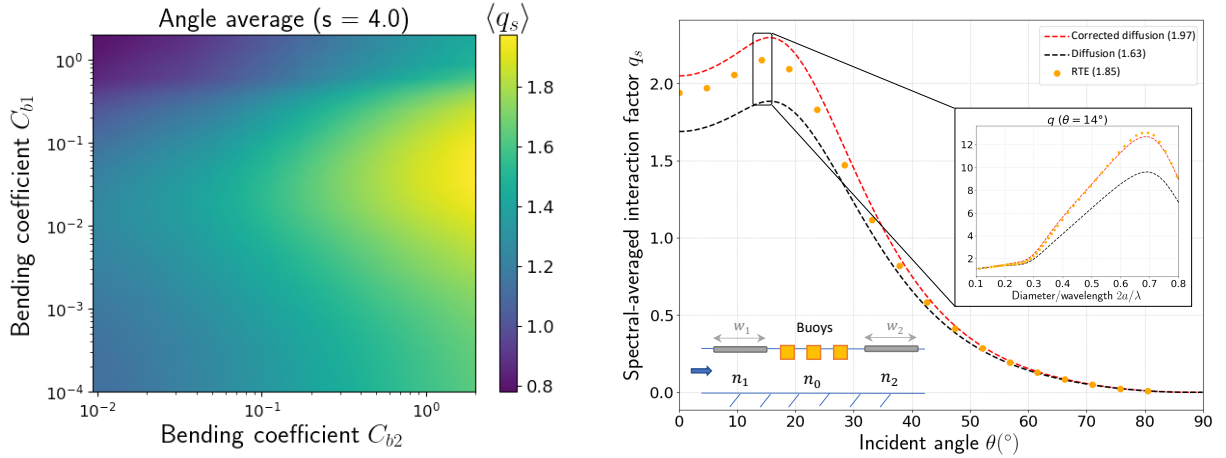 Angle average (s = 4.0)
⟨q_s⟩
Bending coefficient C_{b1}
10^0
10^{-1}
10^{-2}
10^{-3}
10^{-4}
10^{-2}
10^{-1}
10^0
Bending coefficient C_{b2}
1.8
1.6
1.4
1.2
1.0
0.8
Spectral-averaged interaction factor q_s
2.0
1.5
1.0
0.5
0.0
0 10 20 30 40 50 60 70 80 90
Incident angle θ(°)
Corrected diffusion (1.97)
Diffusion (1.63)
RTE (1.85)
q (θ = 14°)
12
10
8
6
4
2
0.1 0.2 0.3 0.4 0.5 0.6 0.7 0.8
Diameter/wavelength 2a/λ
w_1
Buoys
w_2
n_1
n_0
n_2